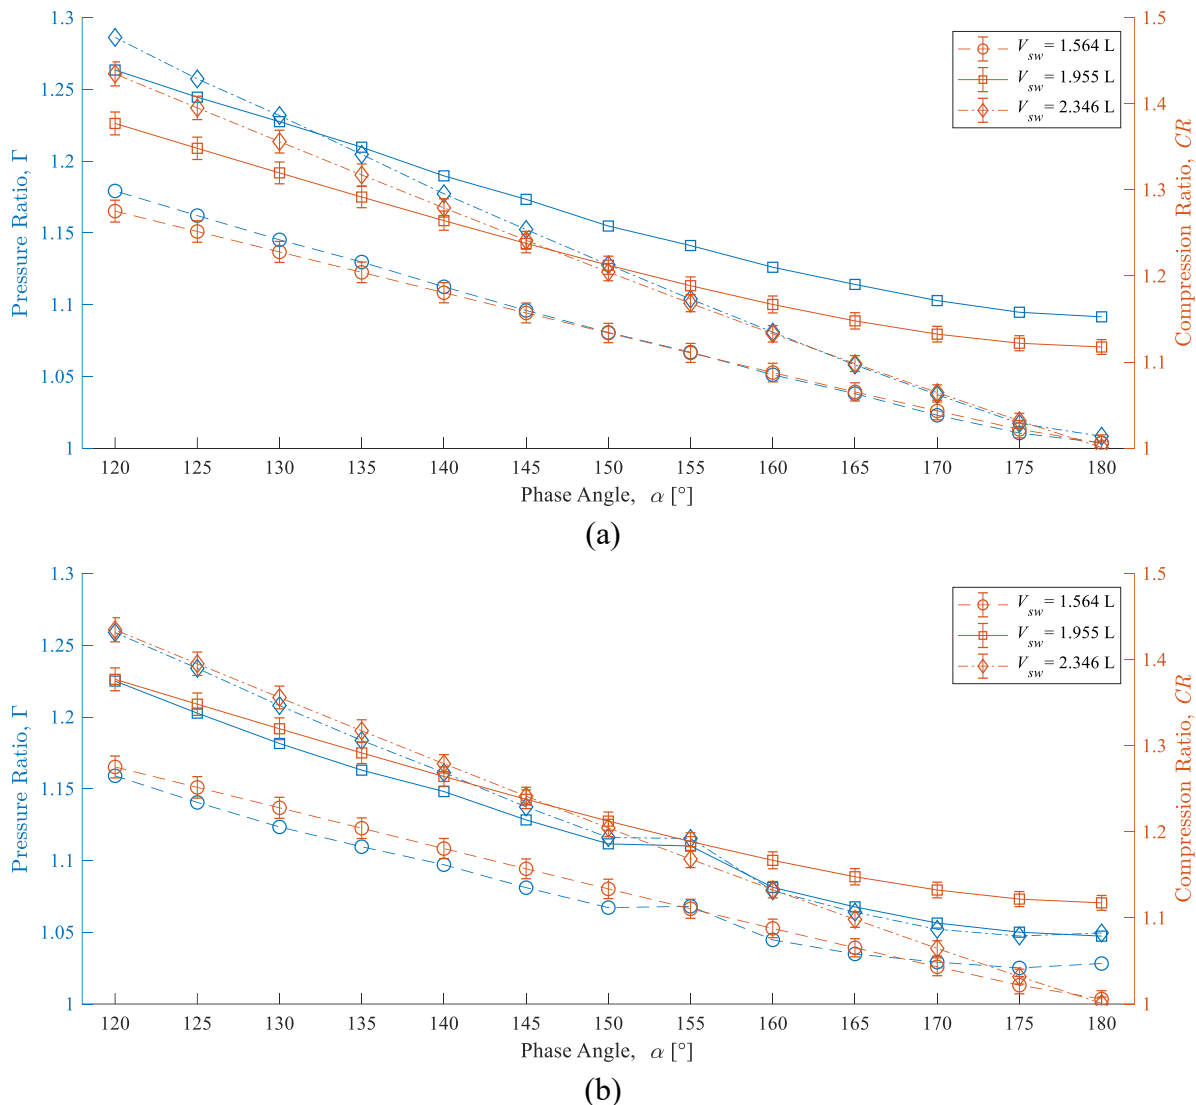 1.3
1.25
1.2
1.15
1.1
1.05
1
Pressure Ratio, Γ
1.5
1.4
1.3
1.2
1.1
1
Compression Ratio, CR
V_sw = 1.564 L
V_sw = 1.955 L
V_sw = 2.346 L
120 125 130 135 140 145 150 155 160 165 170 175 180
Phase Angle, α [°]
(a)
1.3
1.25
1.2
1.15
1.1
1.05
1
Pressure Ratio, Γ
1.5
1.4
1.3
1.2
1.1
1
Compression Ratio, CR
V_sw = 1.564 L
V_sw = 1.955 L
V_sw = 2.346 L
120 125 130 135 140 145 150 155 160 165 170 175 180
Phase Angle, α [°]
(b)